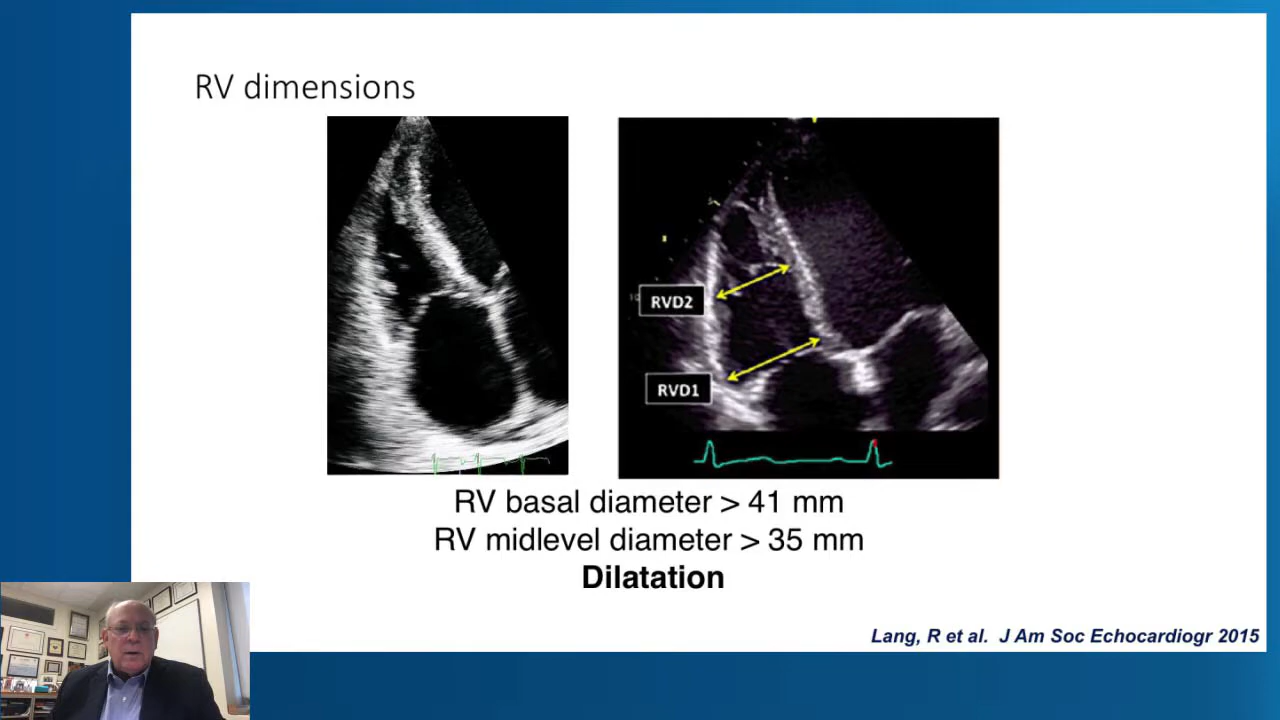 RV dimensions
RVD2
RVD1
RV basal diameter > 41 mm
RV midlevel diameter > 35 mm
Dilatation
Lang, R et al. J Am Soc Echocardiogr 2015